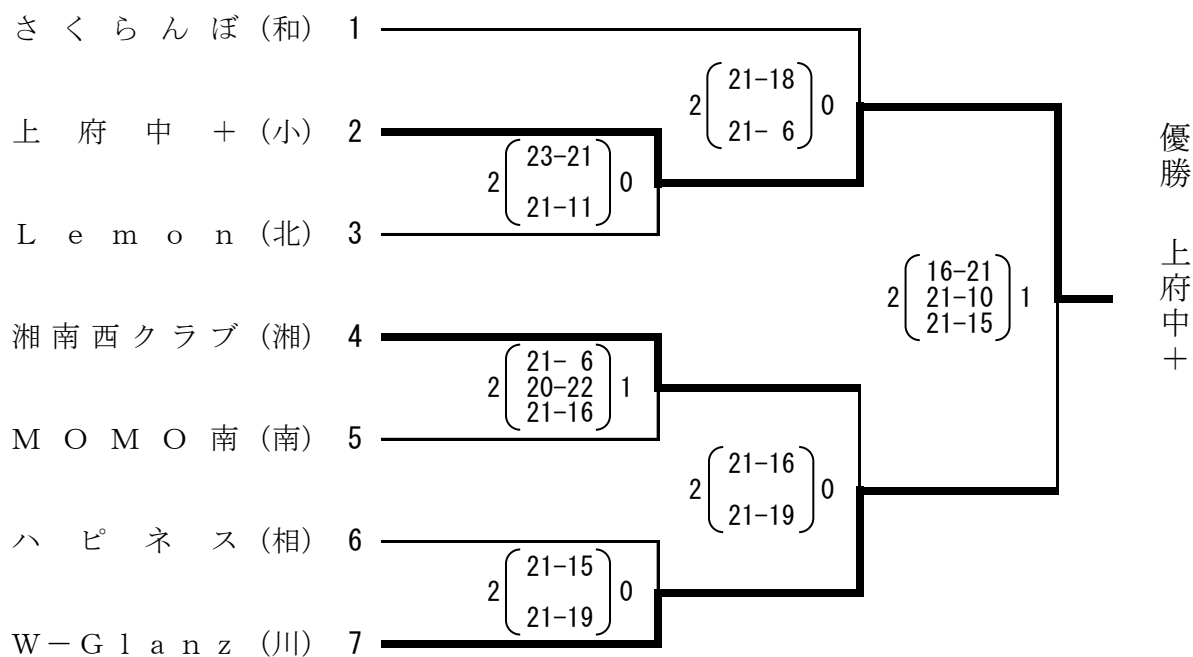 さくらんぼ（和） 1
上府中＋（小） 2
Lemon（北） 3
湘南西クラブ（湘） 4
MOMO南（南） 5
ハピネス（相） 6
W－Glanz（川） 7
2 23-21 0
21-11
2 21- 6 1
20-22
21-16
2 21-15 0
21-19
2 21-18 0
21- 6
2 21-16 0
21-19
2 16-21 1
21-10
21-15
優勝　上府中＋